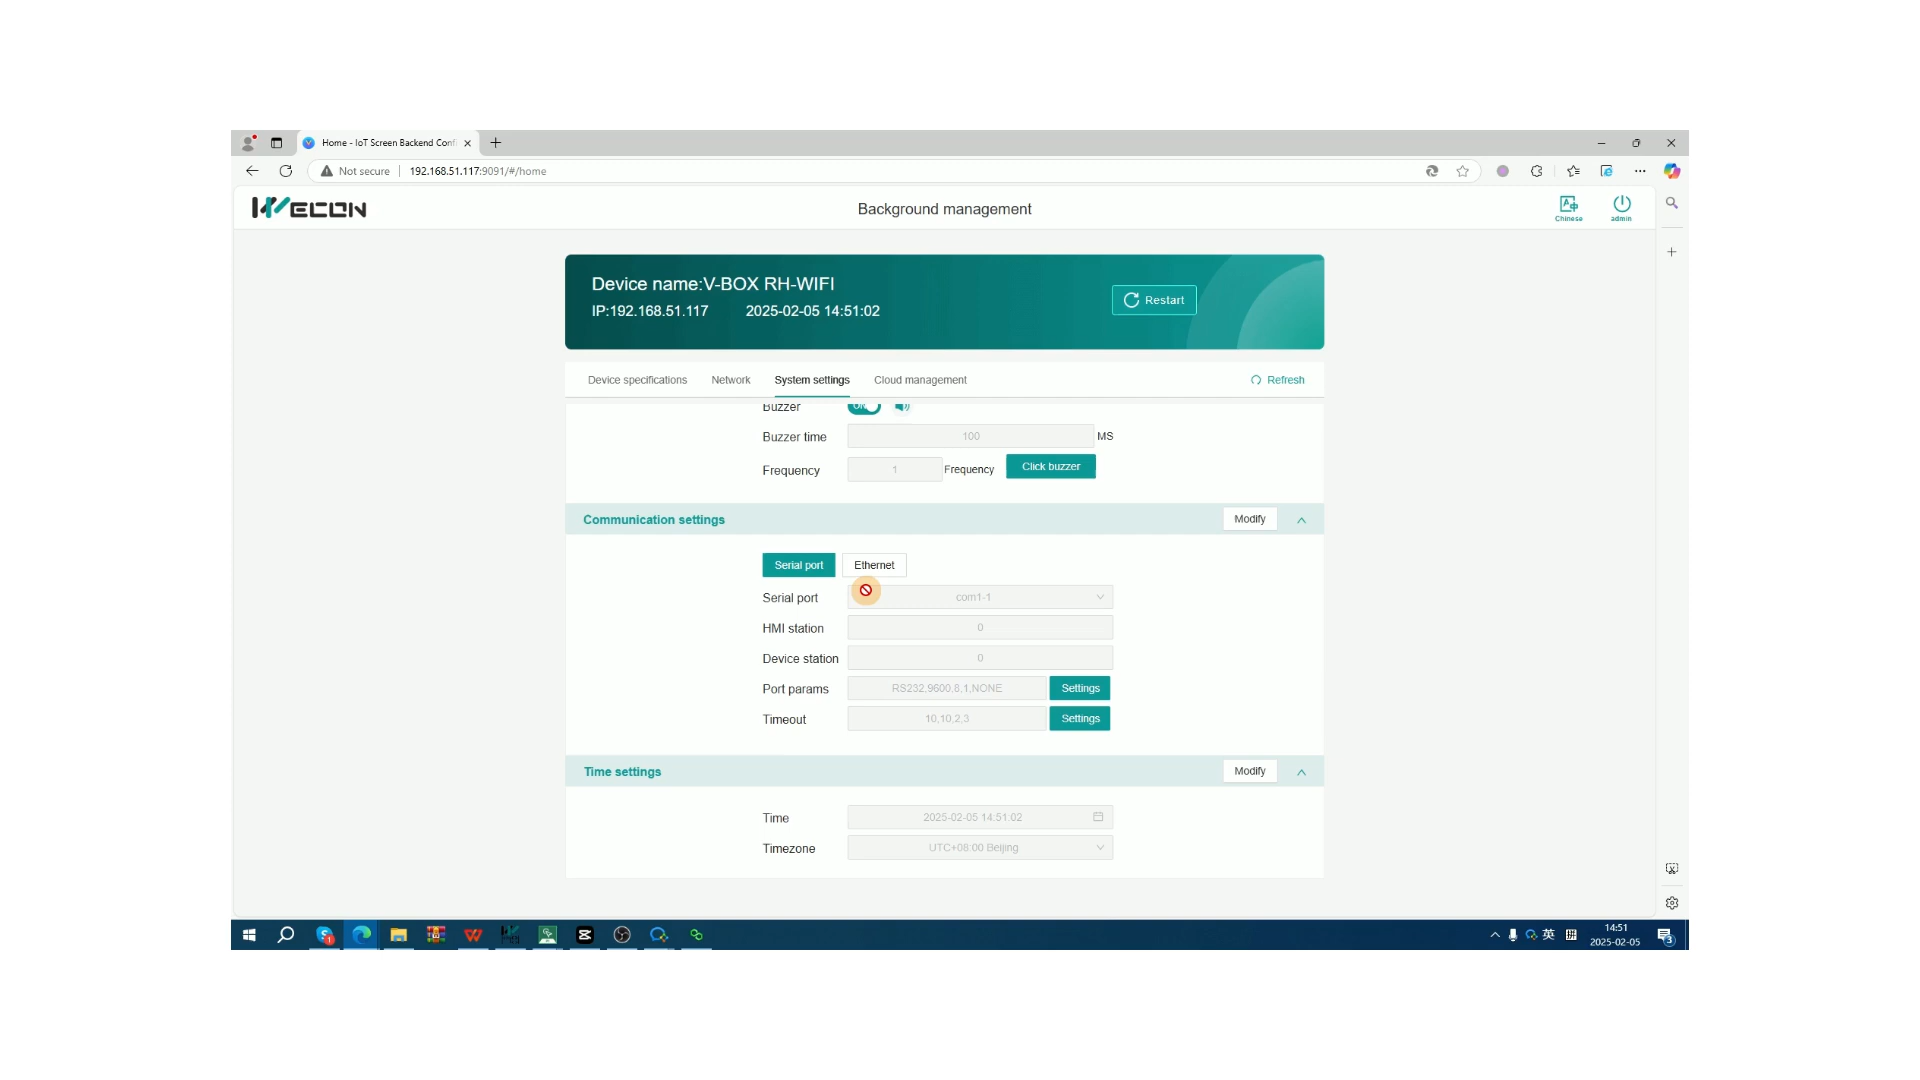 Home - IoT Screen Backend Confi
Not secure
192.168.51.117:9091/#/home
WECON
Background management
Chinese
admin
Device name:V-BOX RH-WIFI
IP:192.168.51.117 2025-02-05 14:51:02
Restart
Device specifications Network System settings Cloud management Refresh
Buzzer ON
Buzzer time 100 MS
Frequency 1 Frequency Click buzzer
Communication settings Modify
Serial port Ethernet
Serial port com1-1
HMI station 0
Device station 0
Port params RS232,9600,8,1,NONE Settings
Timeout 10,10,2,3 Settings
Time settings Modify
Time 2025-02-05 14:51:02
Timezone UTC+08:00 Beijing
英
14:51
2025-02-05
3